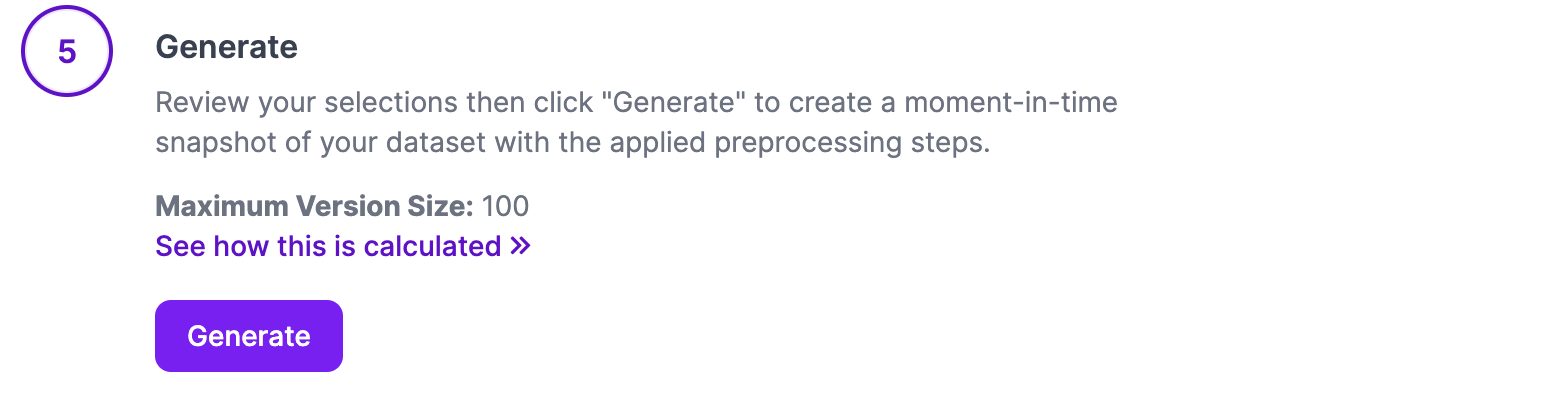 5
Generate
Review your selections then click "Generate" to create a moment-in-time
snapshot of your dataset with the applied preprocessing steps.
Maximum Version Size: 100
See how this is calculated »
Generate